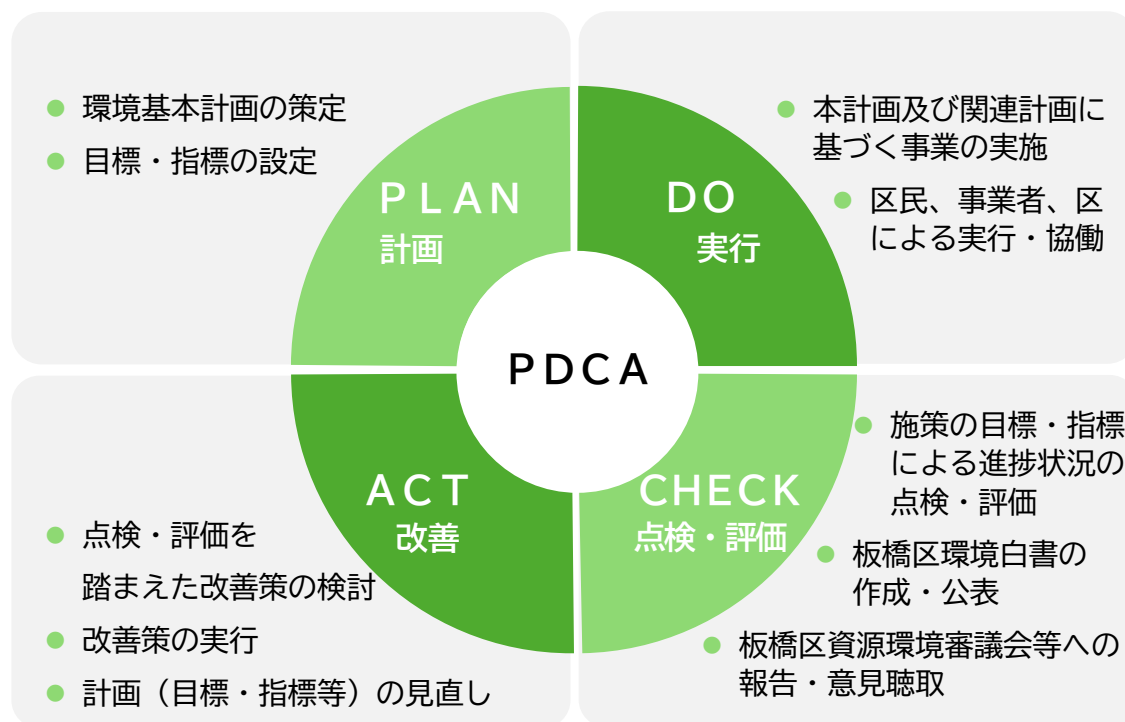 環境基本計画の策定
目標・指標の設定
PLAN
計画
本計画及び関連計画に
基づく事業の実施
区民、事業者、区
による実行・協働
DO
実行
PDCA
施策の目標・指標
による進捗状況の
点検・評価
板橋区環境白書の
作成・公表
板橋区資源環境審議会等への
報告・意見聴取
CHECK
点検・評価
ACT
改善
点検・評価を
踏まえた改善策の検討
改善策の実行
計画（目標・指標等）の見直し